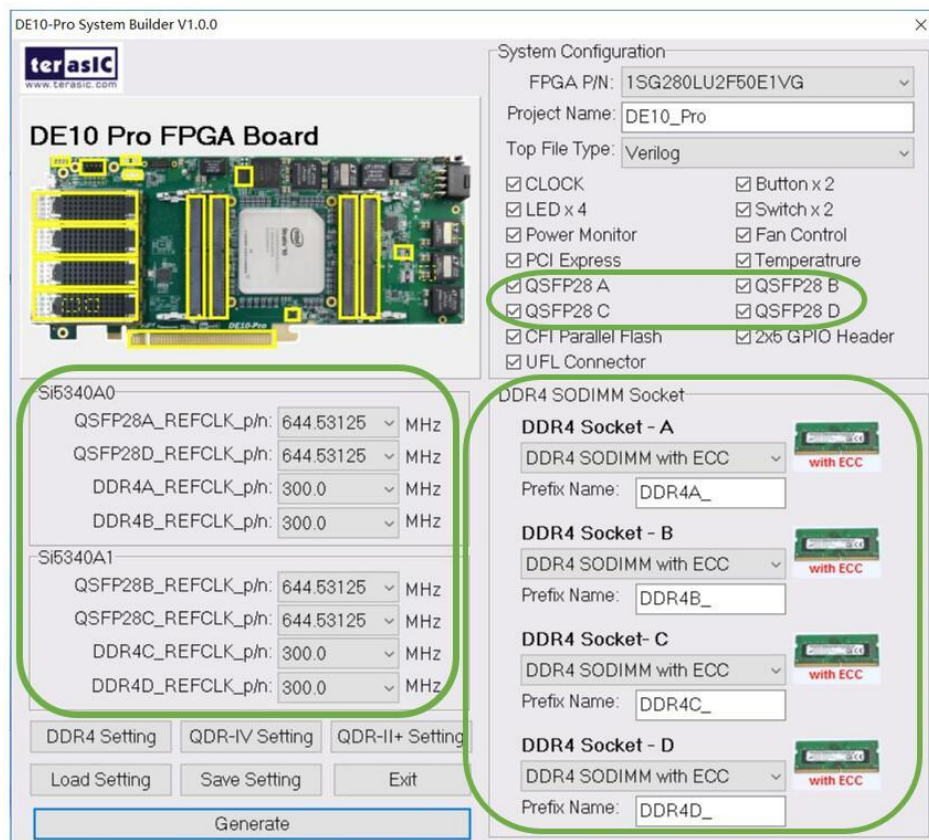 DE10-Pro System Builder V1.0.0
terasIC
www.terasic.com
DE10 Pro FPGA Board
DE10-Pro
System Configuration
FPGA P/N: 1SG280LU2F50E1VG
Project Name: DE10_Pro
Top File Type: Verilog
CLOCK Button x 2
LED x 4 Switch x 2
Power Monitor Fan Control
PCI Express Temperatrure
QSFP28 A QSFP28 B
QSFP28 C QSFP28 D
CFI Parallel Flash 2x5 GPIO Header
UFL Connector
Si5340A0
QSFP28A_REFCLK_p/n: 644.53125 MHz
QSFP28D_REFCLK_p/n: 644.53125 MHz
DDR4A_REFCLK_p/n: 300.0 MHz
DDR4B_REFCLK_p/n: 300.0 MHz
Si5340A1
QSFP28B_REFCLK_p/n: 644.53125 MHz
QSFP28C_REFCLK_p/n: 644.53125 MHz
DDR4C_REFCLK_p/n: 300.0 MHz
DDR4D_REFCLK_p/n: 300.0 MHz
DDR4 Setting QDR-IV Setting QDR-II+ Setting
Load Setting Save Setting Exit
Generate
DDR4 SODIMM Socket
DDR4 Socket - A
DDR4 SODIMM with ECC
with ECC
Prefix Name: DDR4A_
DDR4 Socket - B
DDR4 SODIMM with ECC
with ECC
Prefix Name: DDR4B_
DDR4 Socket- C
DDR4 SODIMM with ECC
with ECC
Prefix Name: DDR4C_
DDR4 Socket - D
DDR4 SODIMM with ECC
with ECC
Prefix Name: DDR4D_